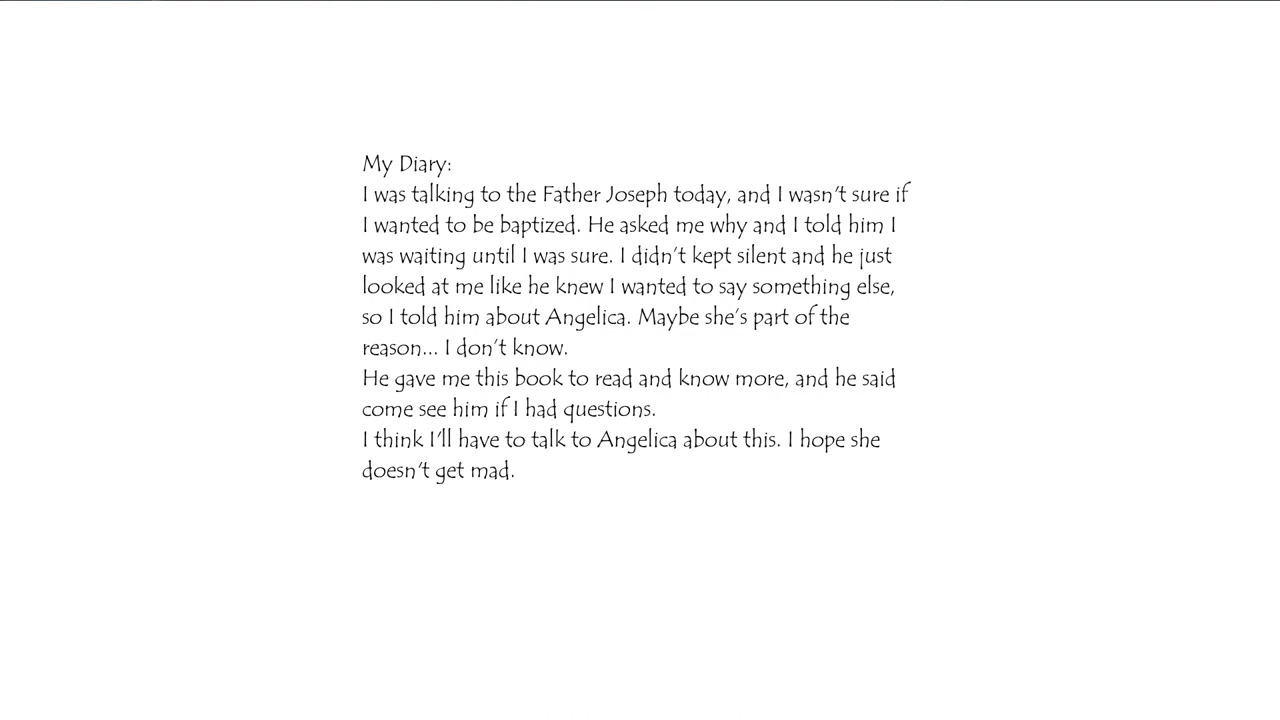 My Diary:
I was talking to the Father Joseph today, and I wasn't sure if
I wanted to be baptized. He asked me why and I told him I
was waiting until I was sure. I didn't kept silent and he just
looked at me like he knew I wanted to say something else,
so I told him about Angelica. Maybe she's part of the
reason... I don't know.
He gave me this book to read and know more, and he said
come see him if I had questions.
I think I'll have to talk to Angelica about this. I hope she
doesn't get mad.